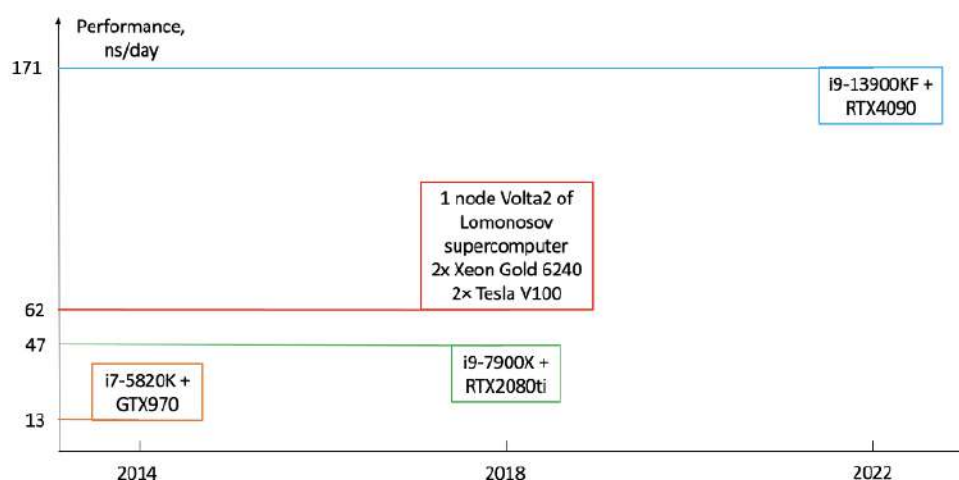 Performance,
ns/day
171
i9-13900KF +
RTX4090
1 node Volta2 of
Lomonosov
supercomputer
2x Xeon Gold 6240
2× Tesla V100
62
47
i9-7900X +
RTX2080ti
i7-5820K +
GTX970
13
2014
2018
2022